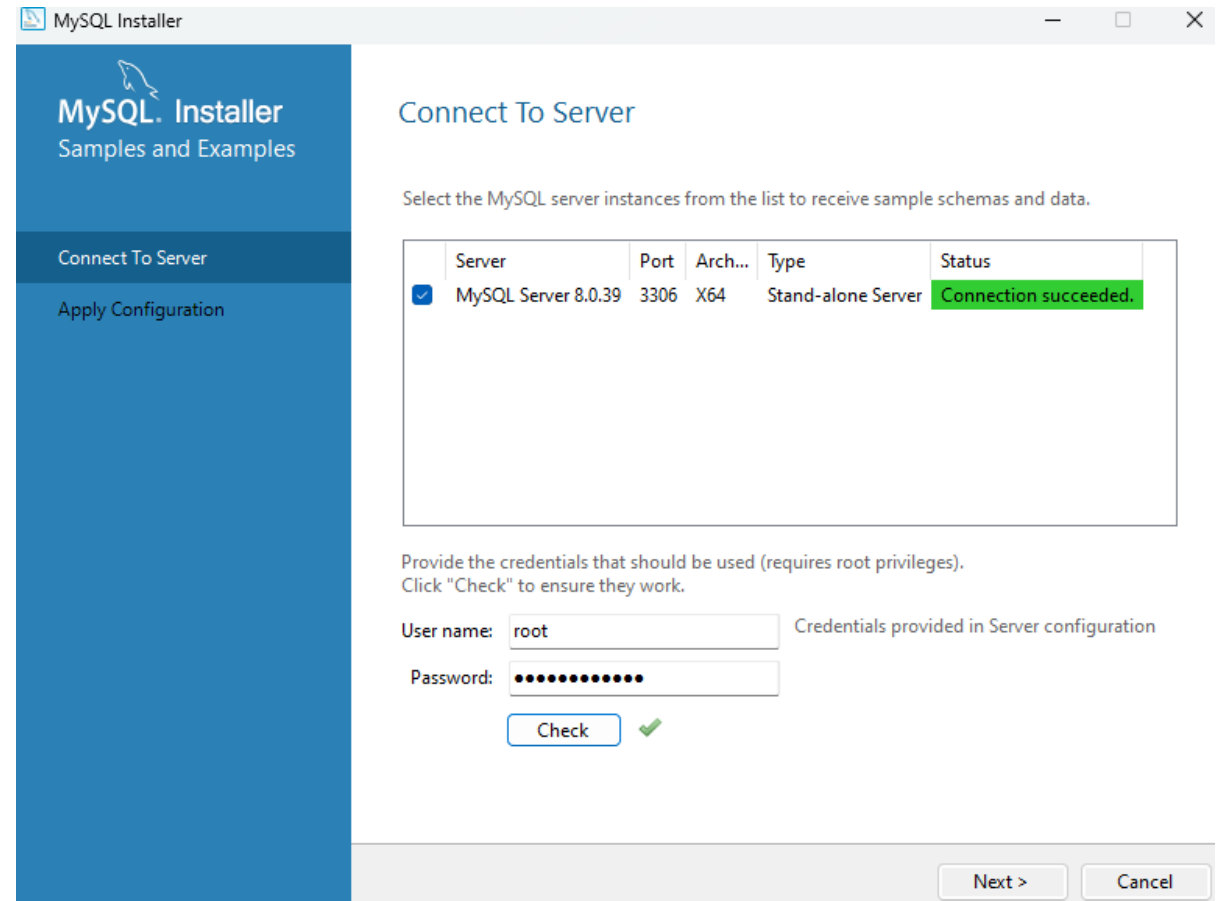 MySQL Installer
MySQL. Installer
Samples and Examples
Connect To Server
Apply Configuration
Connect To Server
Select the MySQL server instances from the list to receive sample schemas and data.
Server Port Arch... Type Status
MySQL Server 8.0.39 3306 X64 Stand-alone Server Connection succeeded.
Provide the credentials that should be used (requires root privileges).
Click "Check" to ensure they work.
User name: root Credentials provided in Server configuration
Password: ●●●●●●●●●●●●
Check
Next > Cancel